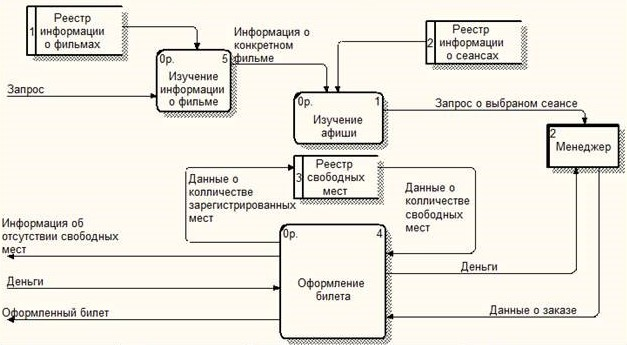 1
Реестр
информации
о фильмах
Информация о
конкретном
фильме
2
Реестр
информации
о сеансах
0р.
5
Изучение
информации
о фильме
Запрос
0р.
1
Изучение
афиши
Запрос о выбраном сеансе
2
Менеджер
3
Реестр
свободных
мест
Данные о
колличестве
зарегистрированных
мест
Данные о
колличестве
свободных
мест
Информация об
отсутствии свободных
мест
0р.
4
Оформление
билета
Деньги
Деньги
Данные о заказе
Оформленный билет